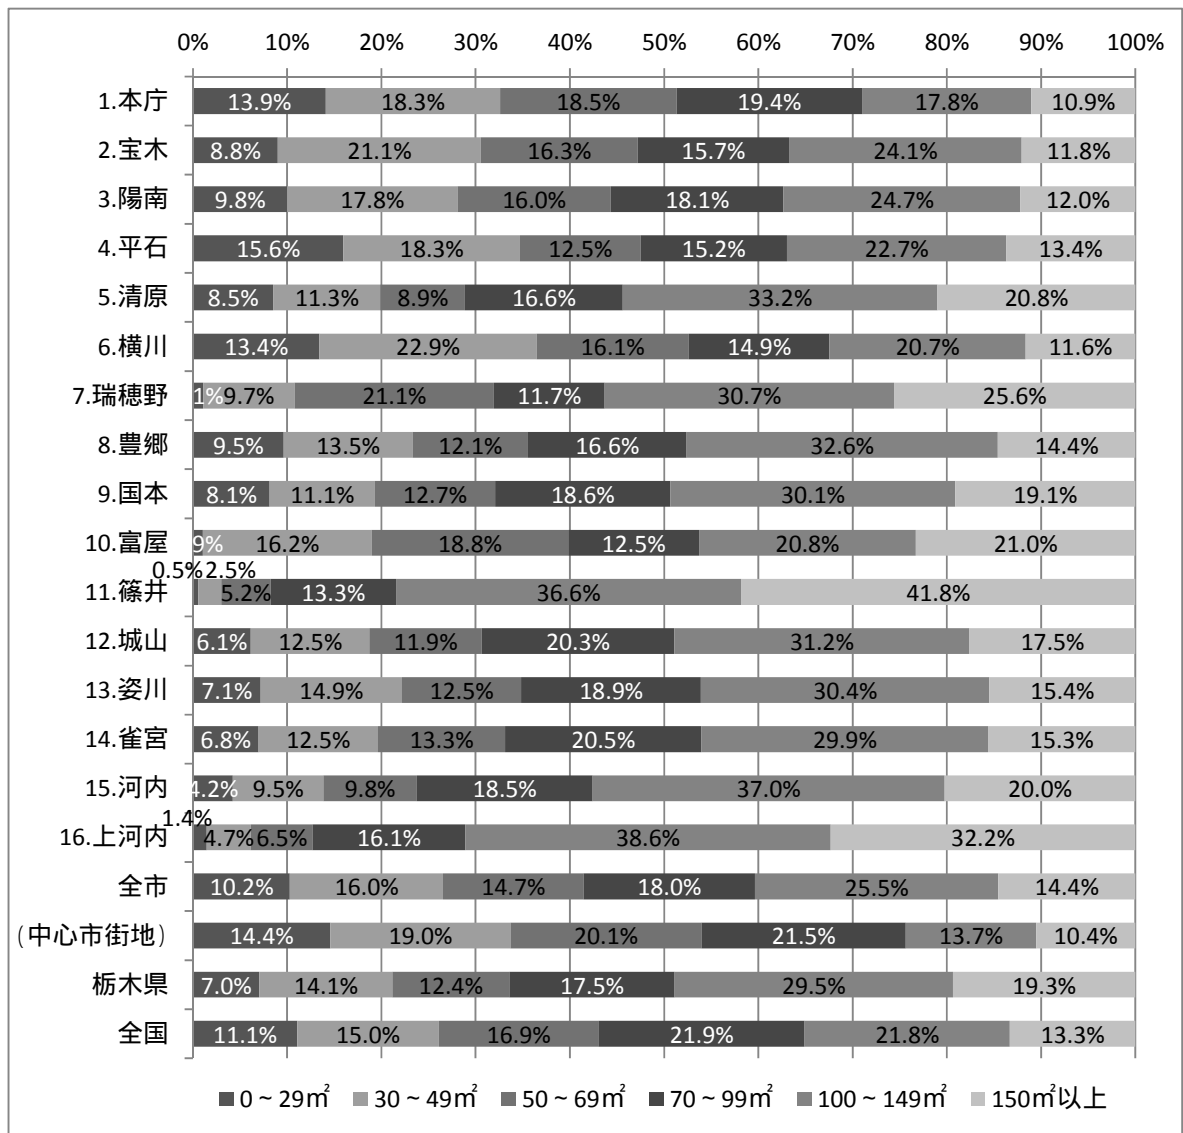 0% 10% 20% 30% 40% 50% 60% 70% 80% 90% 100%
1.本庁 13.9% 18.3% 18.5% 19.4% 17.8% 10.9%
2.宝木 8.8% 21.1% 16.3% 15.7% 24.1% 11.8%
3.陽南 9.8% 17.8% 16.0% 18.1% 24.7% 12.0%
4.平石 15.6% 18.3% 12.5% 15.2% 22.7% 13.4%
5.清原 8.5% 11.3% 8.9% 16.6% 33.2% 20.8%
6.横川 13.4% 22.9% 16.1% 14.9% 20.7% 11.6%
7.瑞穂野 1% 9.7% 21.1% 11.7% 30.7% 25.6%
8.豊郷 9.5% 13.5% 12.1% 16.6% 32.6% 14.4%
9.国本 8.1% 11.1% 12.7% 18.6% 30.1% 19.1%
10.富屋 9% 16.2% 18.8% 12.5% 20.8% 21.0%
11.篠井 0.5% 2.5% 5.2% 13.3% 36.6% 41.8%
12.城山 6.1% 12.5% 11.9% 20.3% 31.2% 17.5%
13.姿川 7.1% 14.9% 12.5% 18.9% 30.4% 15.4%
14.雀宮 6.8% 12.5% 13.3% 20.5% 29.9% 15.3%
15.河内 4.2% 9.5% 9.8% 18.5% 37.0% 20.0%
16.上河内 1.4% 4.7% 6.5% 16.1% 38.6% 32.2%
全市 10.2% 16.0% 14.7% 18.0% 25.5% 14.4%
(中心市街地) 14.4% 19.0% 20.1% 21.5% 13.7% 10.4%
栃木県 7.0% 14.1% 12.4% 17.5% 29.5% 19.3%
全国 11.1% 15.0% 16.9% 21.9% 21.8% 13.3%
0～29㎡ 30～49㎡ 50～69㎡ 70～99㎡ 100～149㎡ 150㎡以上